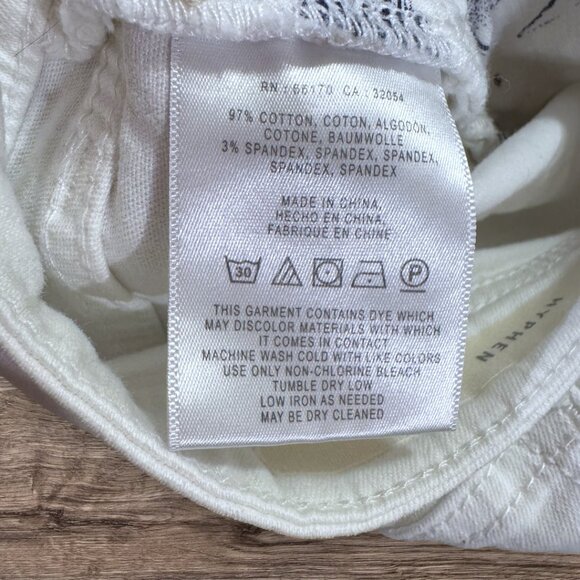 RN : 66170 CA : 32054
97% COTTON, COTON, ALGODÓN,
COTONE, BAUMWOLLE
3% SPANDEX, SPANDEX, SPANDEX,
SPANDEX, SPANDEX
MADE IN CHINA,
HECHO EN CHINA,
FABRIQUÉ EN CHINE
30 P
THIS GARMENT CONTAINS DYE WHICH
MAY DISCOLOR MATERIALS WITH WHICH
IT COMES IN CONTACT
MACHINE WASH COLD WITH LIKE COLORS
USE ONLY NON-CHLORINE BLEACH
TUMBLE DRY LOW
LOW IRON AS NEEDED
MAY BE DRY CLEANED
HYPHEN